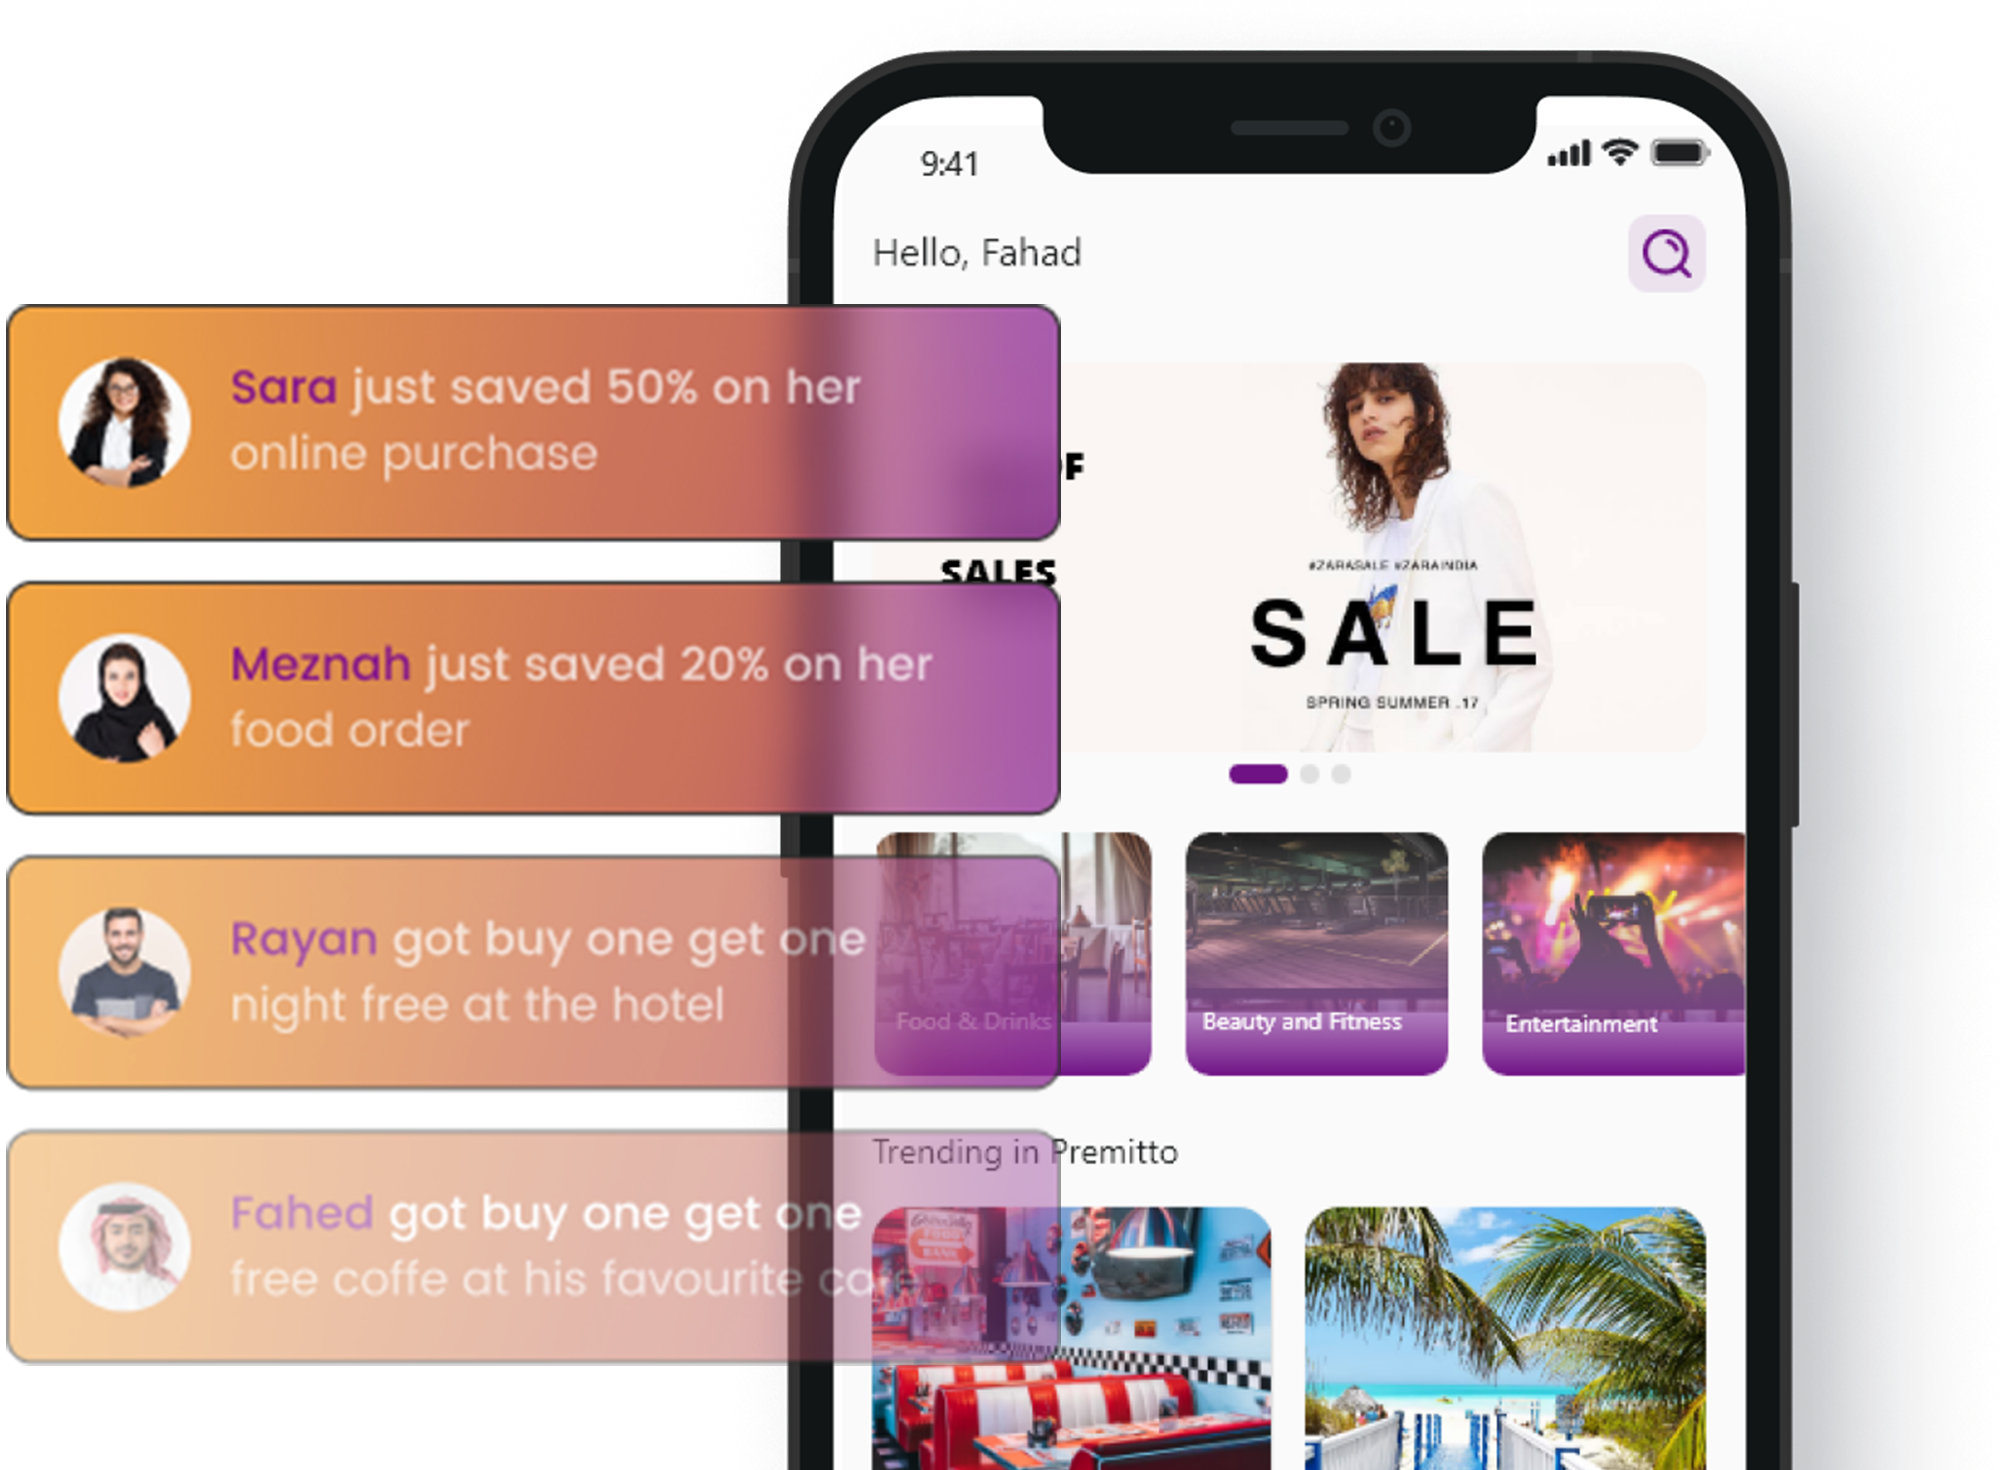 9:41
Hello, Fahad
Sara just saved 50% on her
online purchase
SALES
#ZARASALE #ZARAINDIA
SALE
SPRING SUMMER .17
Meznah just saved 20% on her
food order
Rayan got buy one get one
night free at the hotel
Food & Drinks
Beauty and Fitness
Entertainment
Trending in Premitto
Fahed got buy one get one
free coffe at his favourite